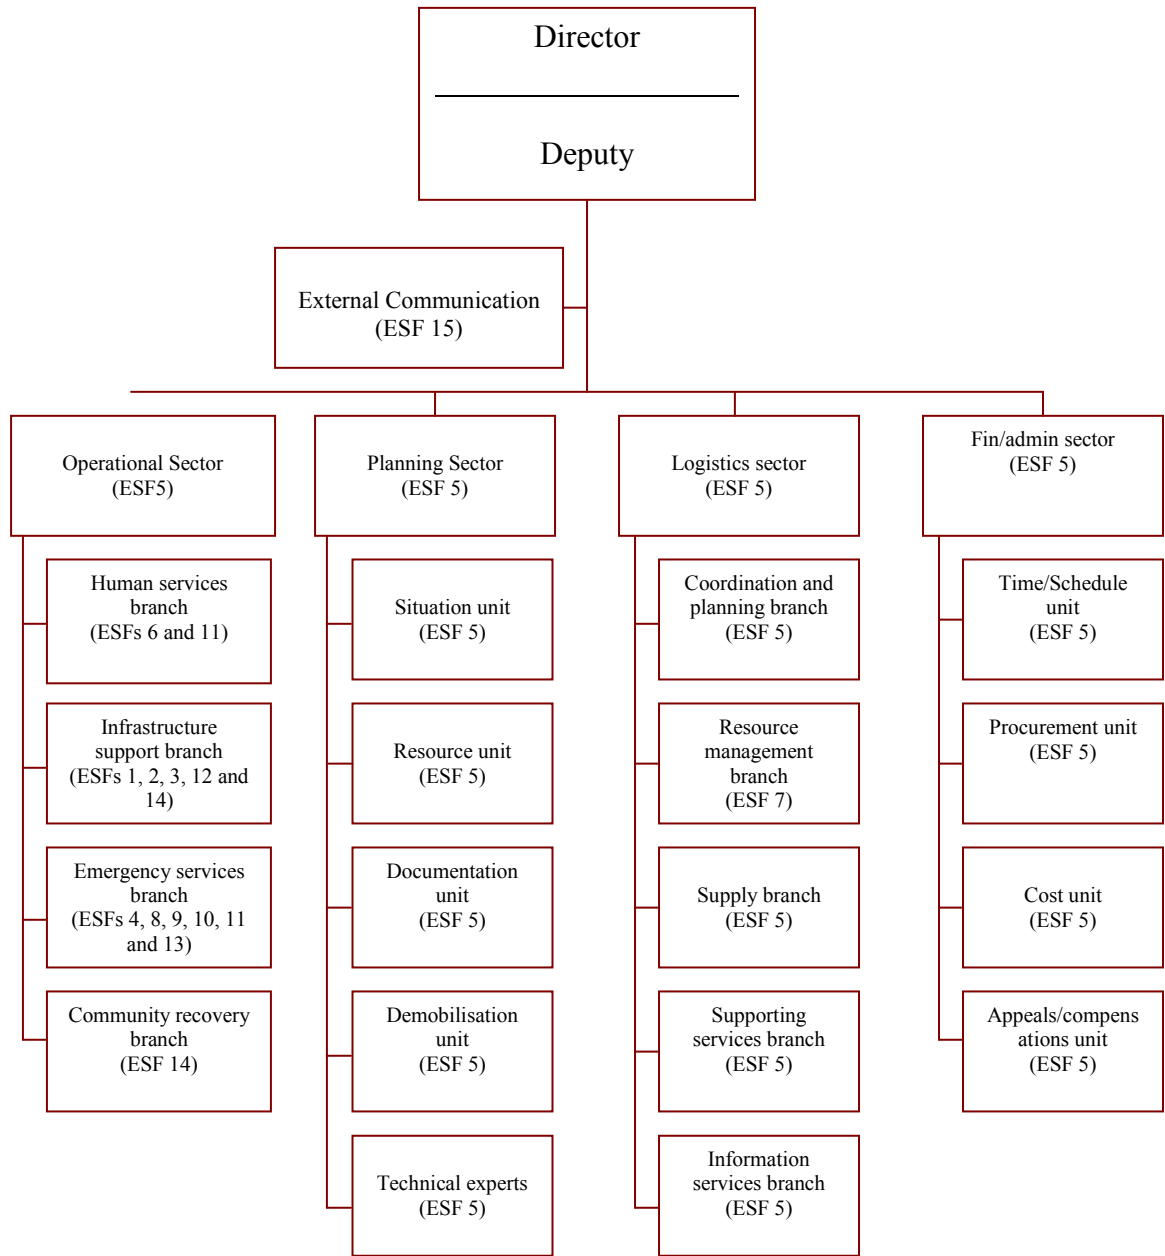 Director
Deputy
External Communication
(ESF 15)
Operational Sector
(ESF5)
Planning Sector
(ESF 5)
Logistics sector
(ESF 5)
Fin/admin sector
(ESF 5)
Human services
branch
(ESFs 6 and 11)
Situation unit
(ESF 5)
Coordination and
planning branch
(ESF 5)
Time/Schedule
unit
(ESF 5)
Infrastructure
support branch
(ESFs 1, 2, 3, 12 and
14)
Resource unit
(ESF 5)
Resource
management
branch
(ESF 7)
Procurement unit
(ESF 5)
Emergency services
branch
(ESFs 4, 8, 9, 10, 11
and 13)
Documentation
unit
(ESF 5)
Supply branch
(ESF 5)
Cost unit
(ESF 5)
Community recovery
branch
(ESF 14)
Demobilisation
unit
(ESF 5)
Supporting
services branch
(ESF 5)
Appeals/compens
ations unit
(ESF 5)
Technical experts
(ESF 5)
Information
services branch
(ESF 5)